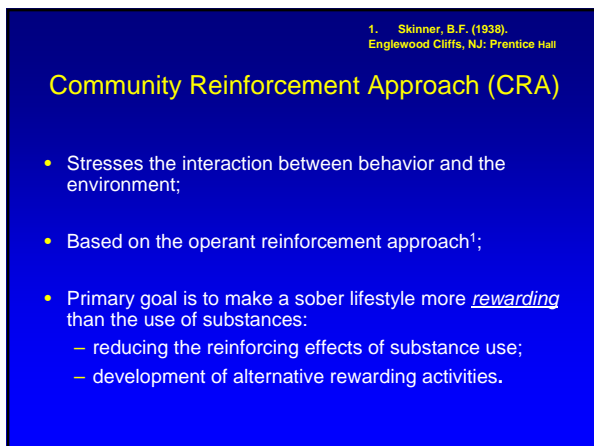 1. Skinner, B.F. (1938).
Englewood Cliffs, NJ: Prentice Hall
Community Reinforcement Approach (CRA)
• Stresses the interaction between behavior and the
environment;
• Based on the operant reinforcement approach¹;
• Primary goal is to make a sober lifestyle more rewarding
than the use of substances:
– reducing the reinforcing effects of substance use;
– development of alternative rewarding activities.